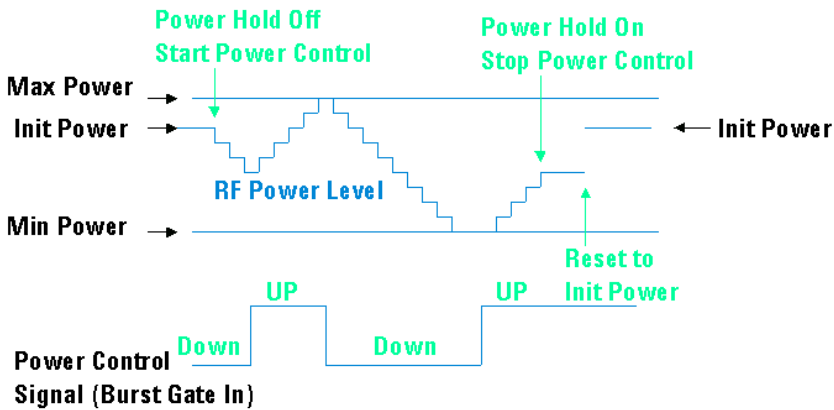 Power Hold Off
Start Power Control
Power Hold On
Stop Power Control
Max Power
Init Power
Init Power
RF Power Level
Min Power
Reset to
Init Power
UP
UP
Down
Down
Power Control
Signal (Burst Gate In)